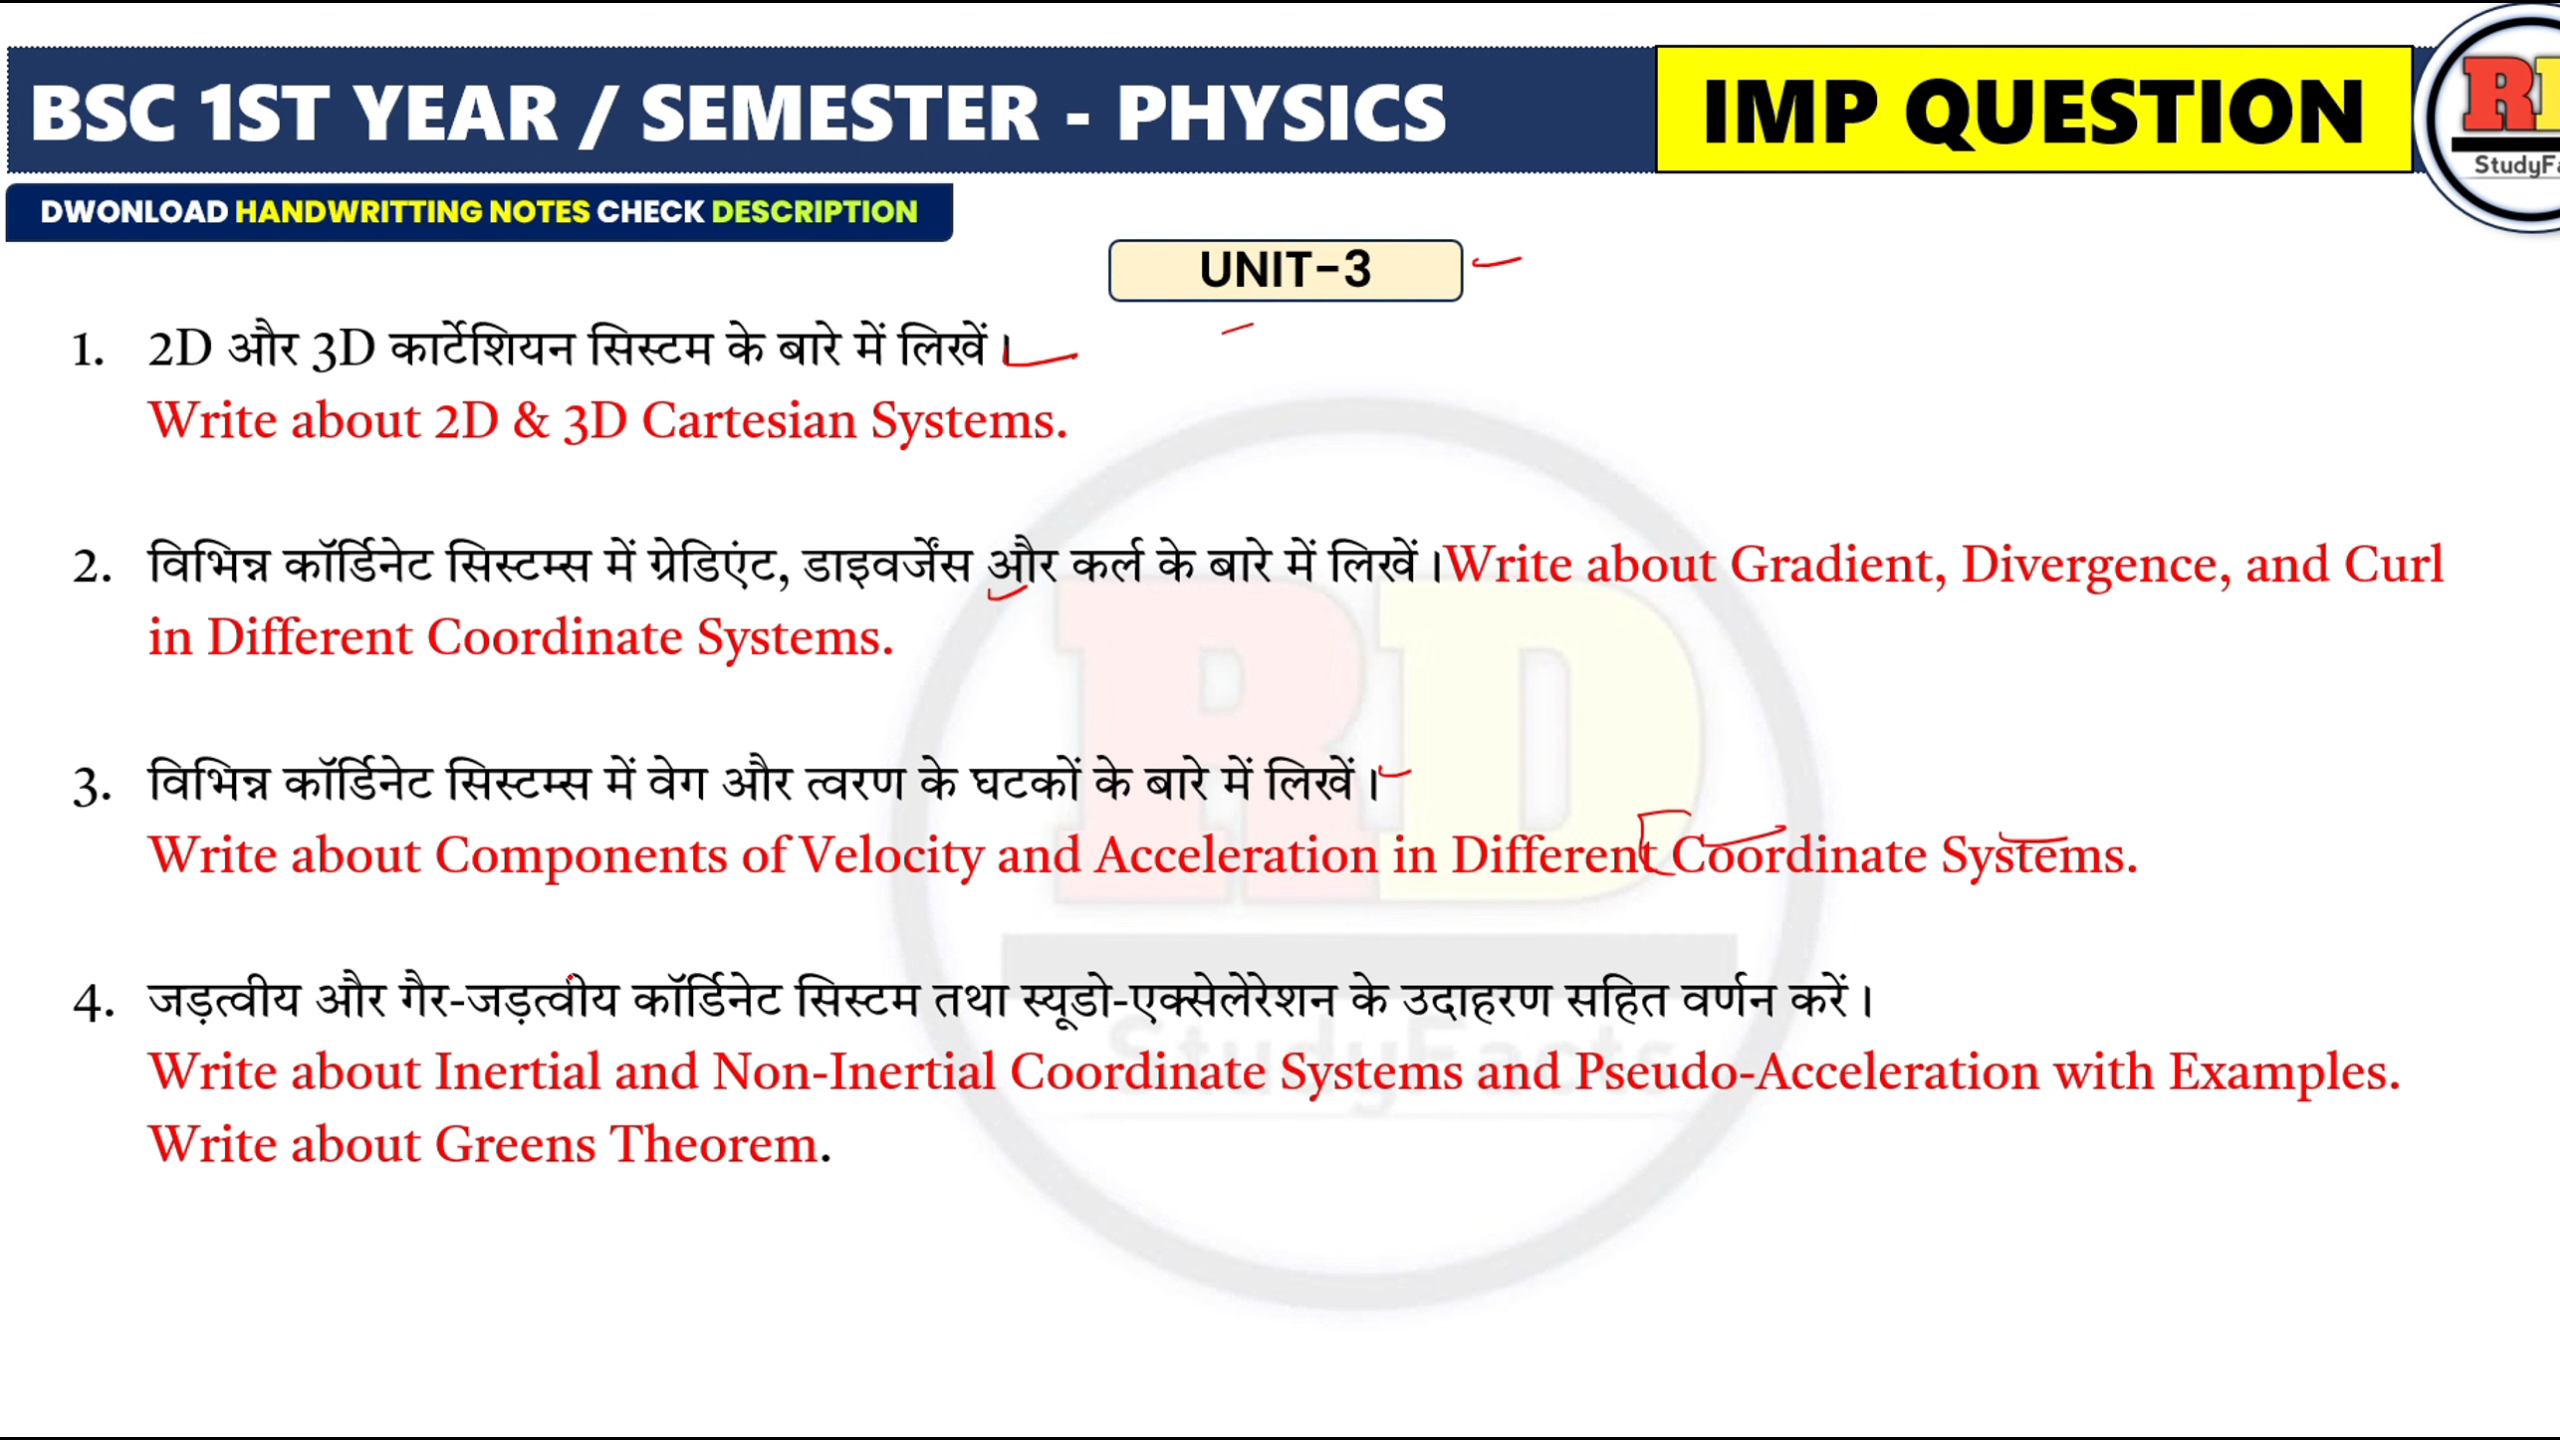 BSC 1ST YEAR / SEMESTER - PHYSICS
IMP QUESTION
DWONLOAD HANDWRITTING NOTES CHECK DESCRIPTION
UNIT-3
1. 2D और 3D कार्टेशियन सिस्टम के बारे में लिखें।
Write about 2D & 3D Cartesian Systems.
2. विभिन्न कॉर्डिनेट सिस्टम्स में ग्रेडिएंट, डाइवर्जेंस और कर्ल के बारे में लिखें।Write about Gradient, Divergence, and Curl
in Different Coordinate Systems.
3. विभिन्न कॉर्डिनेट सिस्टम्स में वेग और त्वरण के घटकों के बारे में लिखें।
Write about Components of Velocity and Acceleration in Different Coordinate Systems.
4. जड़त्वीय और गैर-जड़त्वीय कॉर्डिनेट सिस्टम तथा स्यूडो-एक्सेलेरेशन के उदाहरण सहित वर्णन करें।
Write about Inertial and Non-Inertial Coordinate Systems and Pseudo-Acceleration with Examples.
Write about Greens Theorem.
RD
StudyFacts